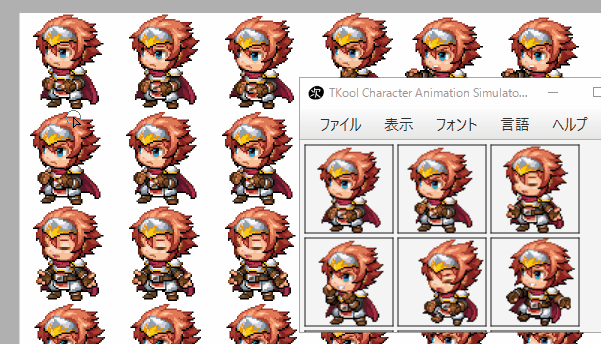 次 TKool Character Animation Simulato...
ファイル 表示 フォント 言語 ヘルプ